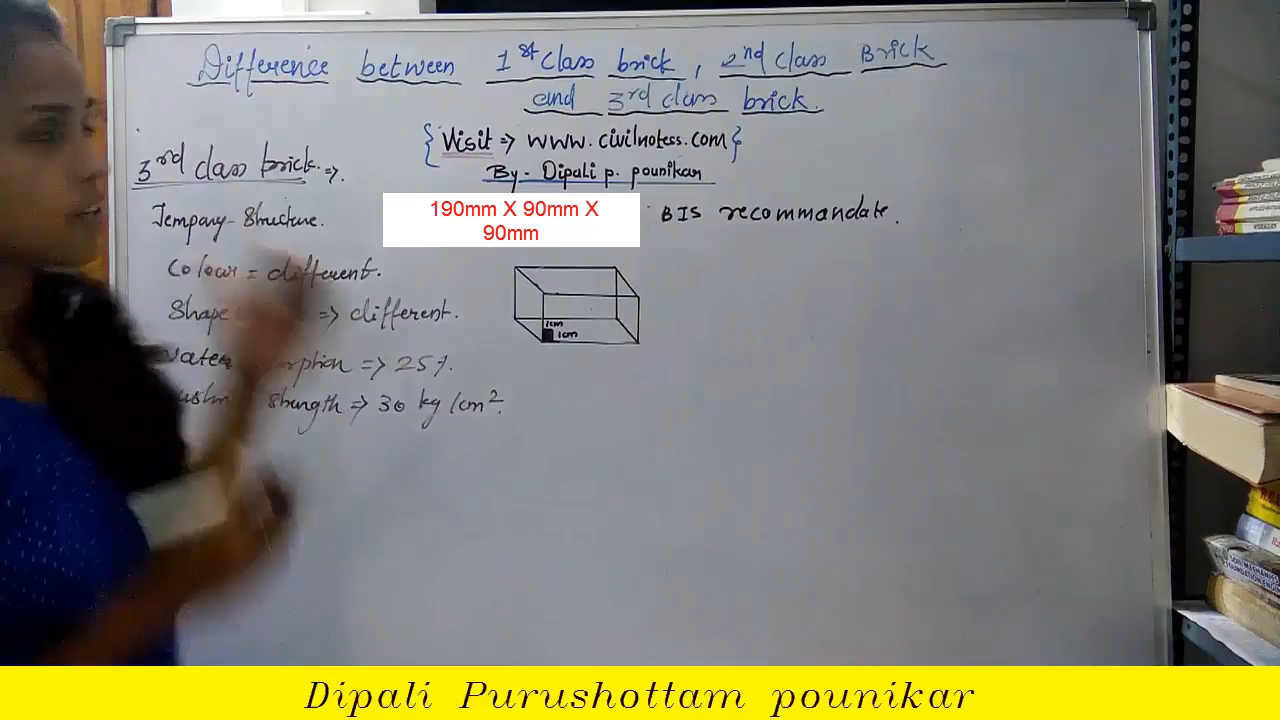 Difference between 1st class brick, 2nd class Brick
and 3rd class brick.
{Visit => www.civilnotess.com}
By - Dipali p. pounikar
3rd class brick =>.
190mm X 90mm X
90mm
BIS recommandate.
Tempary - Structure.
Colour = different.
Shape => different.
1cm
1cm
=> 25%.
Strength => 30 kg/cm2.
Dipali Purushottam pounikar